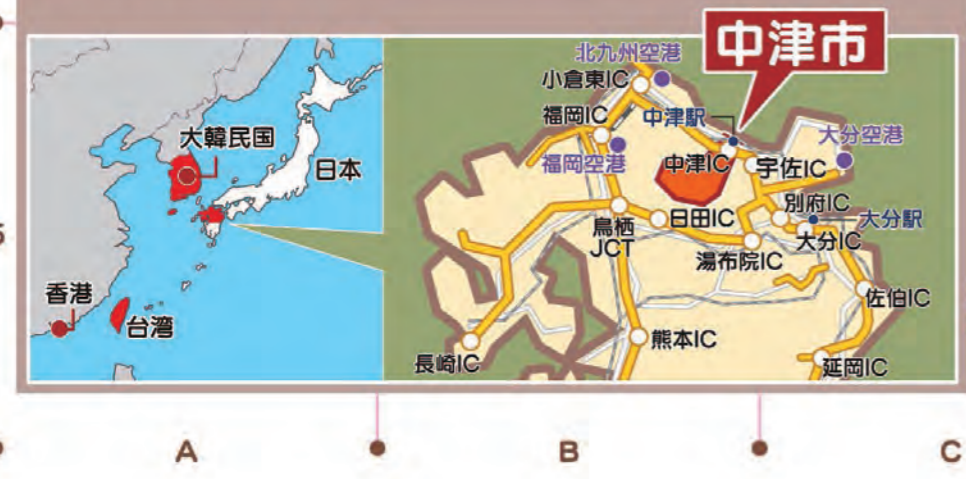 中津市
北九州空港
小倉東IC
福岡IC
中津駅
大分空港
福岡空港
中津IC
宇佐IC
大韓民国
日本
別府IC
鳥栖
JCT
日田IC
大分駅
大分IC
湯布院IC
香港
台湾
佐伯IC
熊本IC
長崎IC
延岡IC
A
B
C